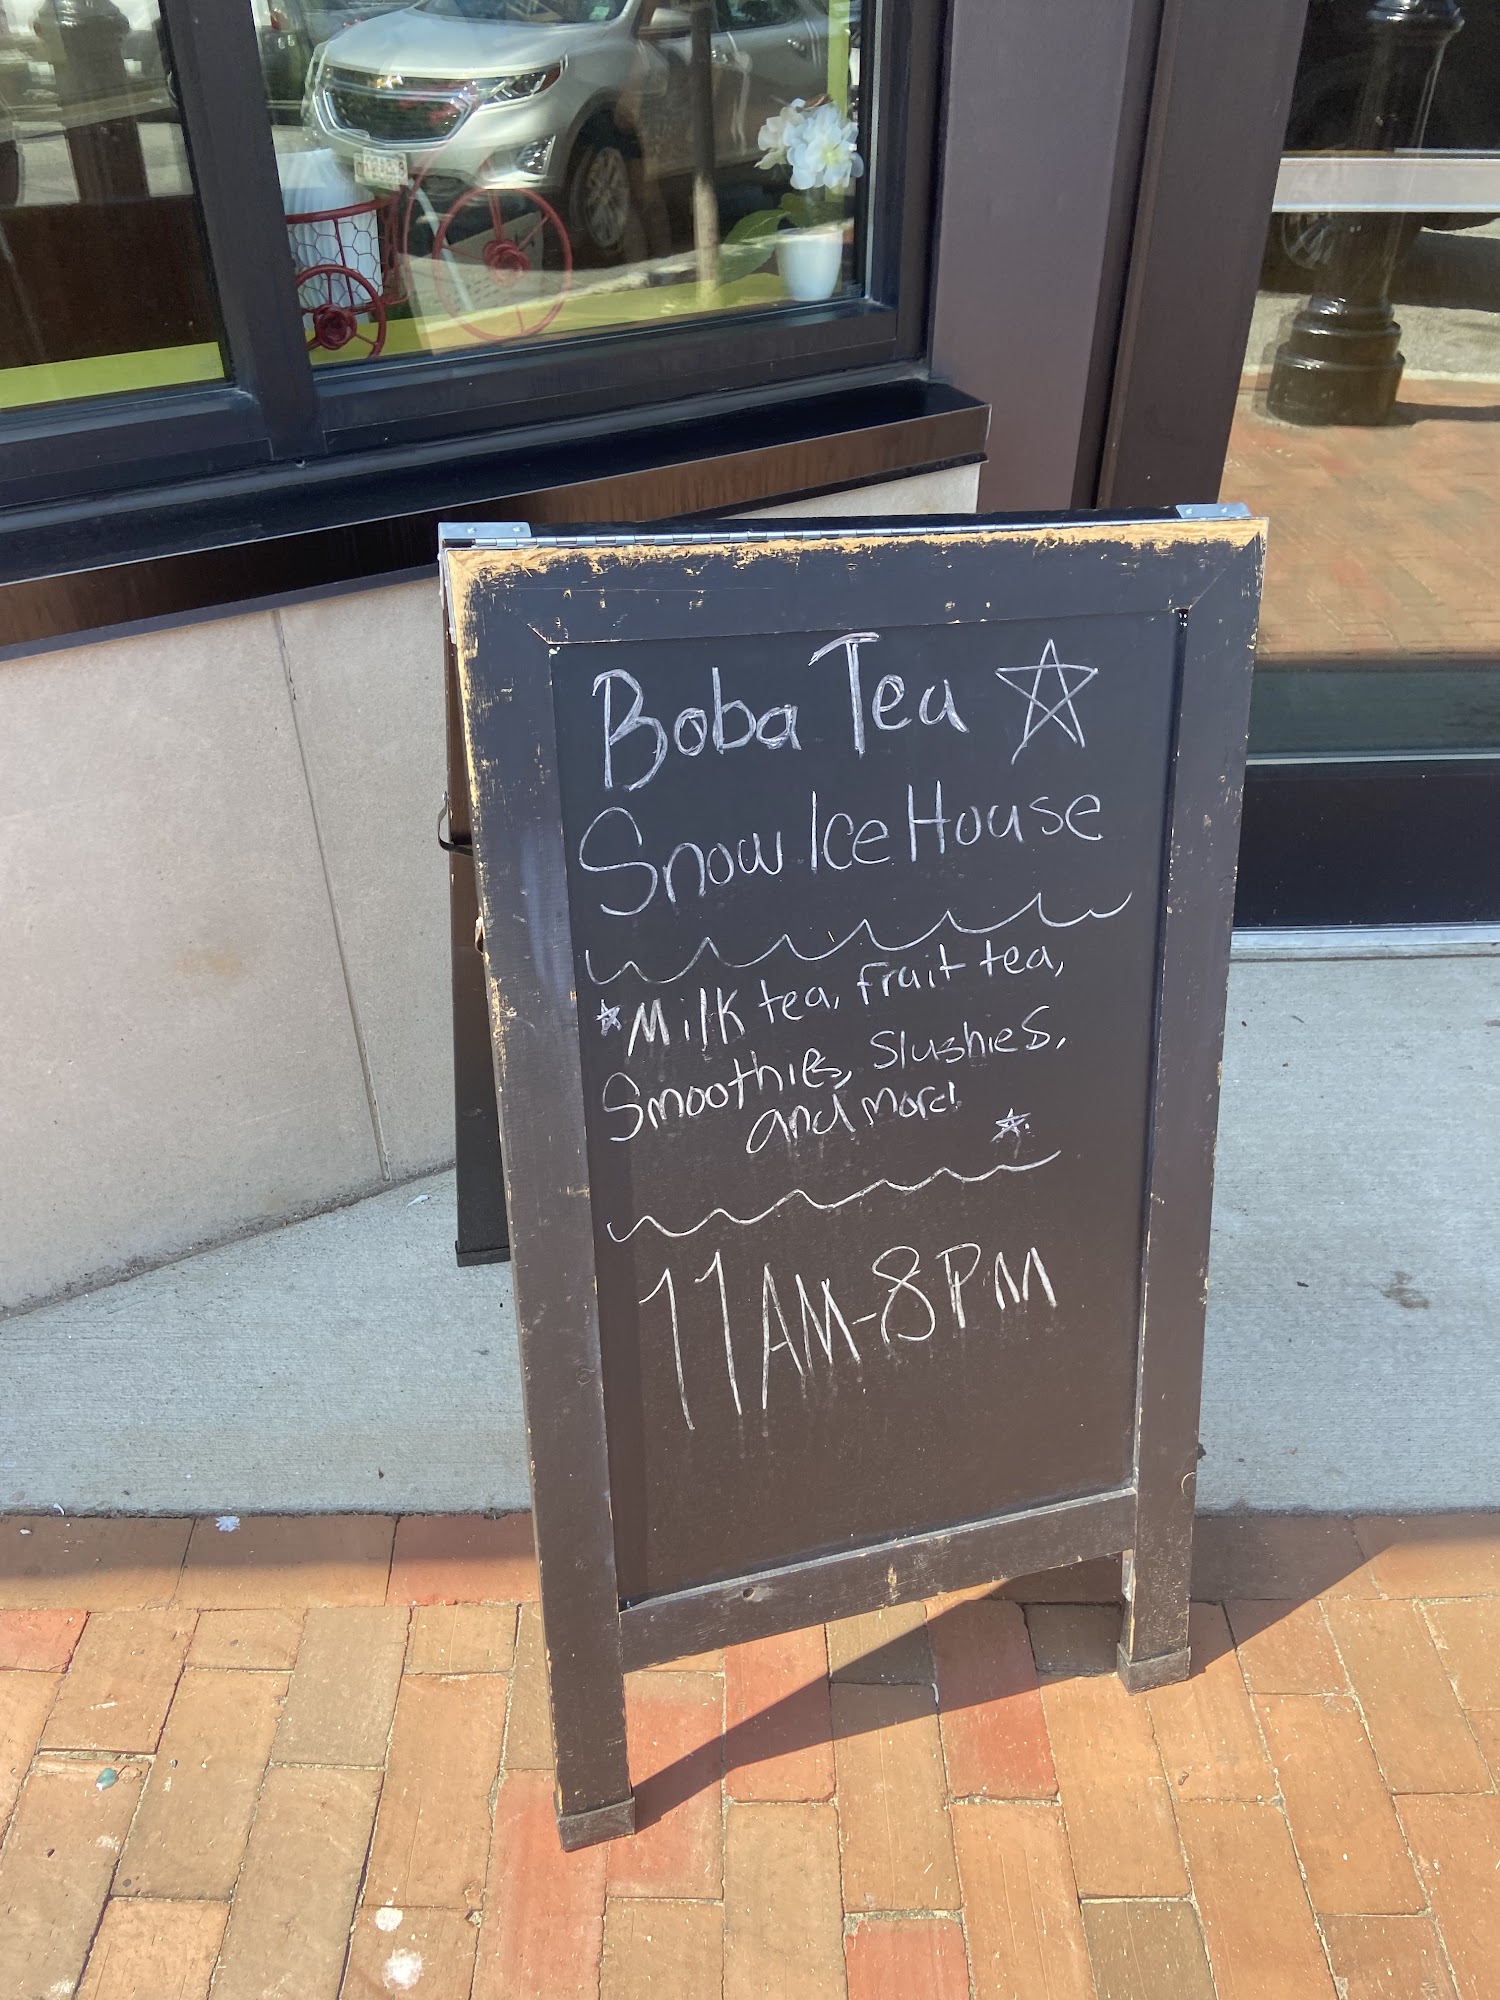 Boba Tea
Snow Ice House
Milk tea, fruit tea,
Smoothies, Slushies,
and more!
11AM-8PM